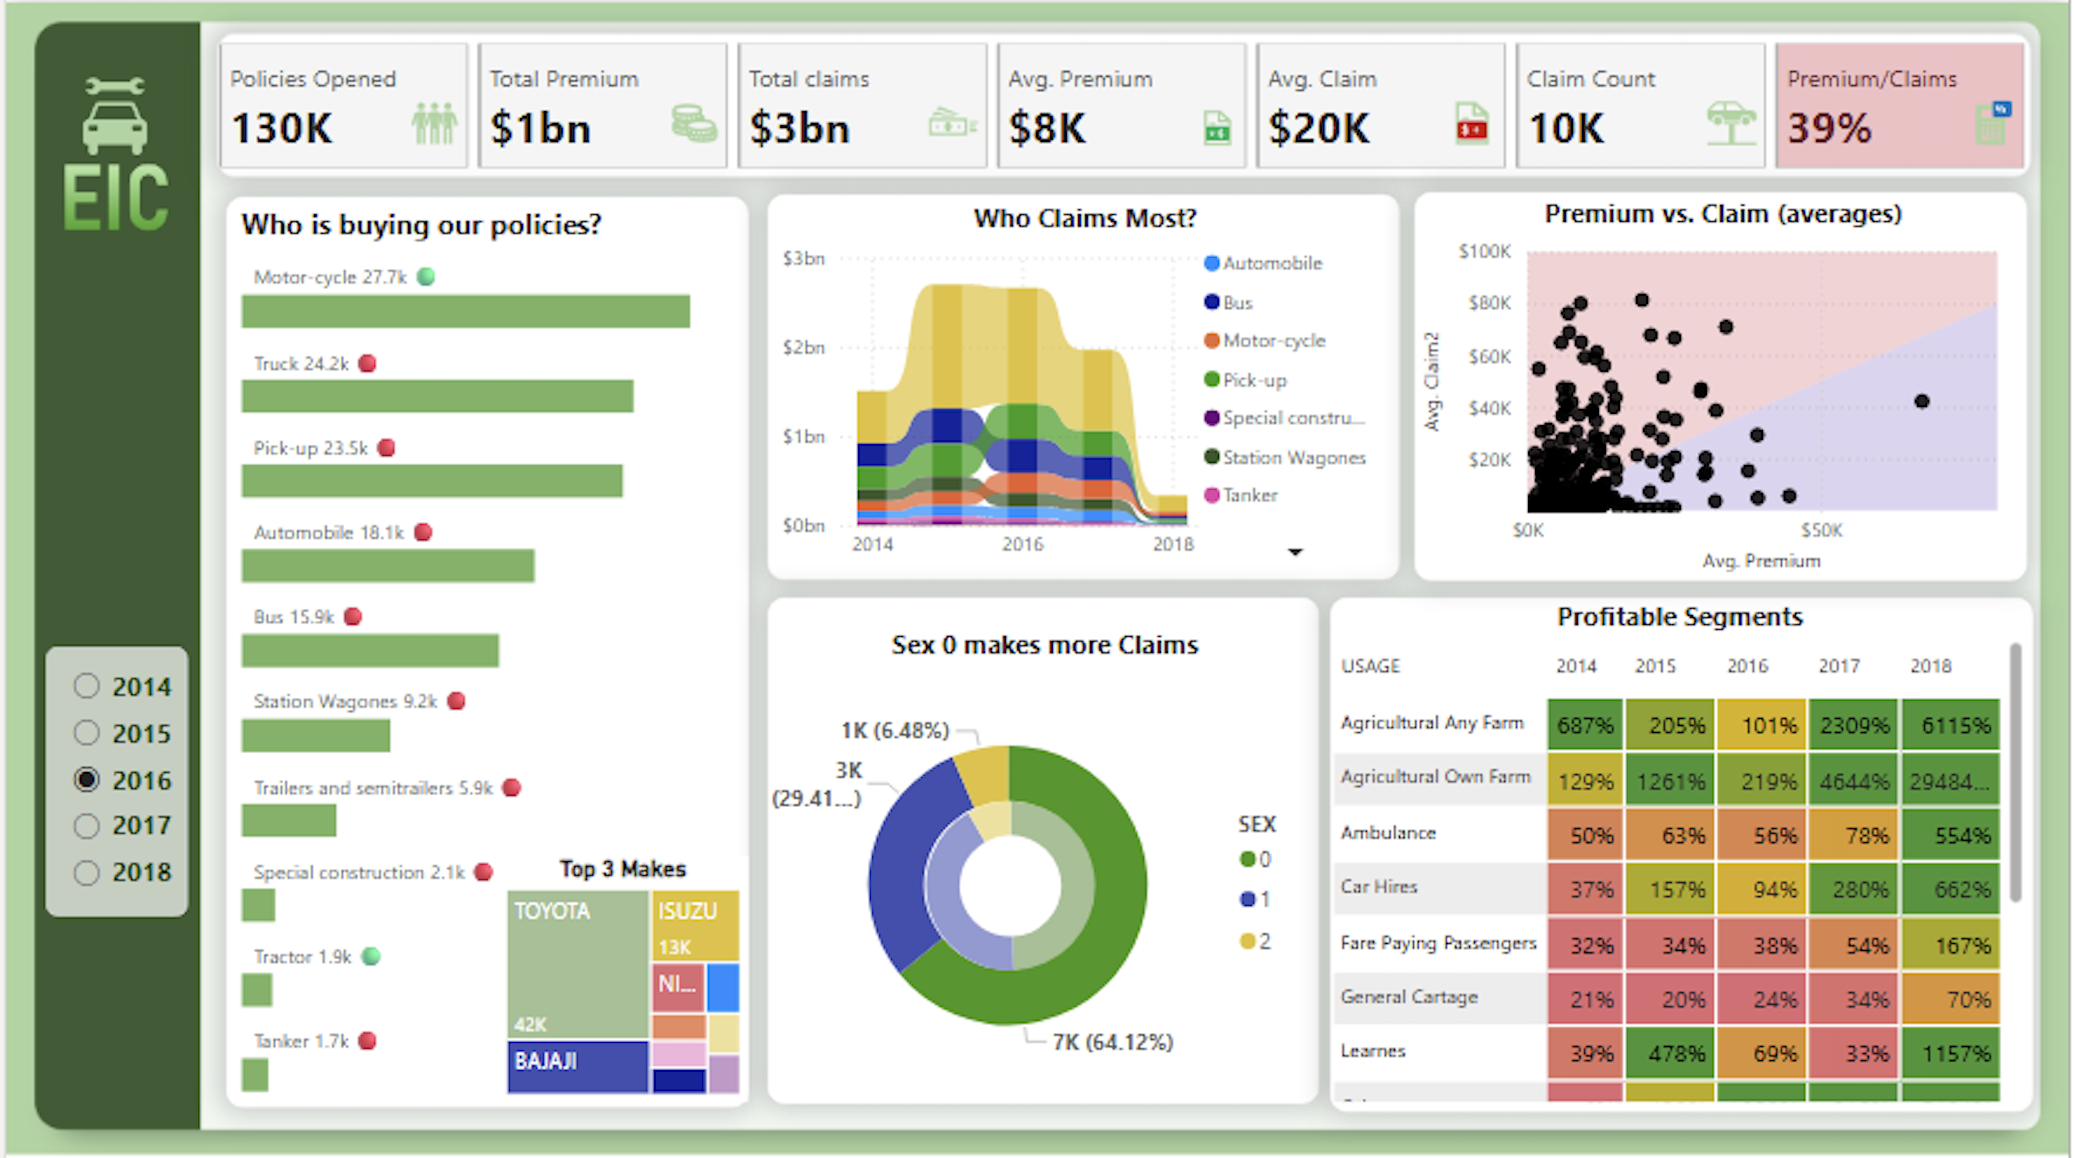 EIC
2014
2015
2016
2017
2018
Policies Opened
130K
Total Premium
$1bn
Total claims
$3bn
Avg. Premium
$8K
Avg. Claim
$20K
Claim Count
10K
Premium/Claims
39%
Who is buying our policies?
Motor-cycle 27.7k
Truck 24.2k
Pick-up 23.5k
Automobile 18.1k
Bus 15.9k
Station Wagones 9.2k
Trailers and semitrailers 5.9k
Special construction 2.1k
Tractor 1.9k
Tanker 1.7k
Top 3 Makes
TOYOTA
42K
ISUZU
13K
NI...
BAJAJI
Who Claims Most?
$3bn
$2bn
$1bn
$0bn
2014 2016 2018
Automobile
Bus
Motor-cycle
Pick-up
Special constru...
Station Wagones
Tanker
Premium vs. Claim (averages)
Avg. Claim2
$100K
$80K
$60K
$40K
$20K
$0K $50K
Avg. Premium
Sex 0 makes more Claims
1K (6.48%)
3K
(29.41...)
7K (64.12%)
SEX
0
1
2
Profitable Segments
USAGE 2014 2015 2016 2017 2018
Agricultural Any Farm 687% 205% 101% 2309% 6115%
Agricultural Own Farm 129% 1261% 219% 4644% 29484...
Ambulance 50% 63% 56% 78% 554%
Car Hires 37% 157% 94% 280% 662%
Fare Paying Passengers 32% 34% 38% 54% 167%
General Cartage 21% 20% 24% 34% 70%
Learnes 39% 478% 69% 33% 1157%